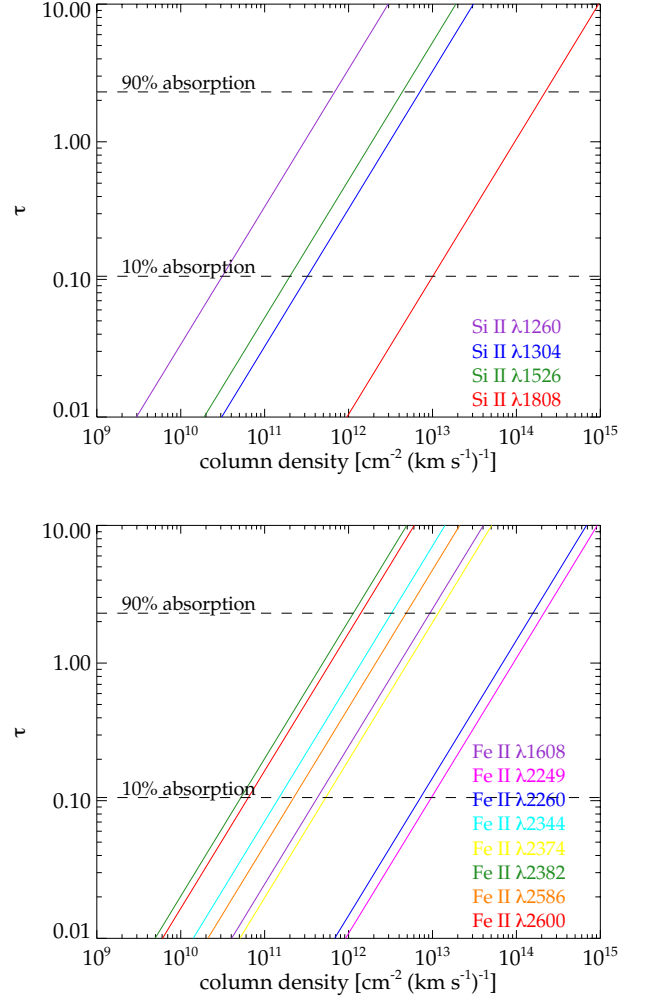 10.00
90% absorption
1.00
τ
10% absorption
0.10
Si II λ1260
Si II λ1304
Si II λ1526
Si II λ1808
0.01
10⁹ 10¹⁰ 10¹¹ 10¹² 10¹³ 10¹⁴ 10¹⁵
column density [cm⁻² (km s⁻¹)⁻¹]
10.00
90% absorption
1.00
τ
Fe II λ1608
Fe II λ2249
10% absorption
0.10
Fe II λ2260
Fe II λ2344
Fe II λ2374
Fe II λ2382
Fe II λ2586
Fe II λ2600
0.01
10⁹ 10¹⁰ 10¹¹ 10¹² 10¹³ 10¹⁴ 10¹⁵
column density [cm⁻² (km s⁻¹)⁻¹]